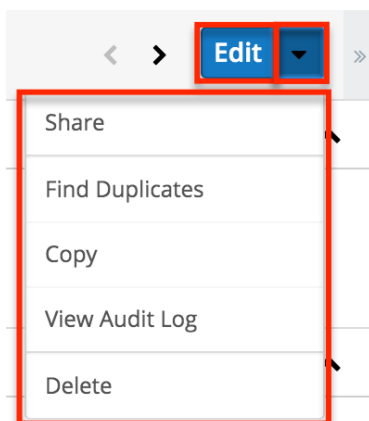 Edit
Share
Find Duplicates
Copy
View Audit Log
Delete